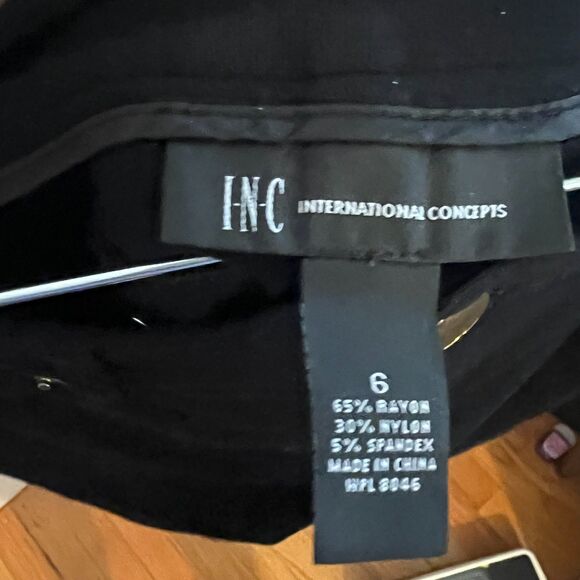 I·N·C INTERNATIONAL CONCEPTS
6
65% RAYON
30% NYLON
5% SPANDEX
MADE IN CHINA
WPL 8046